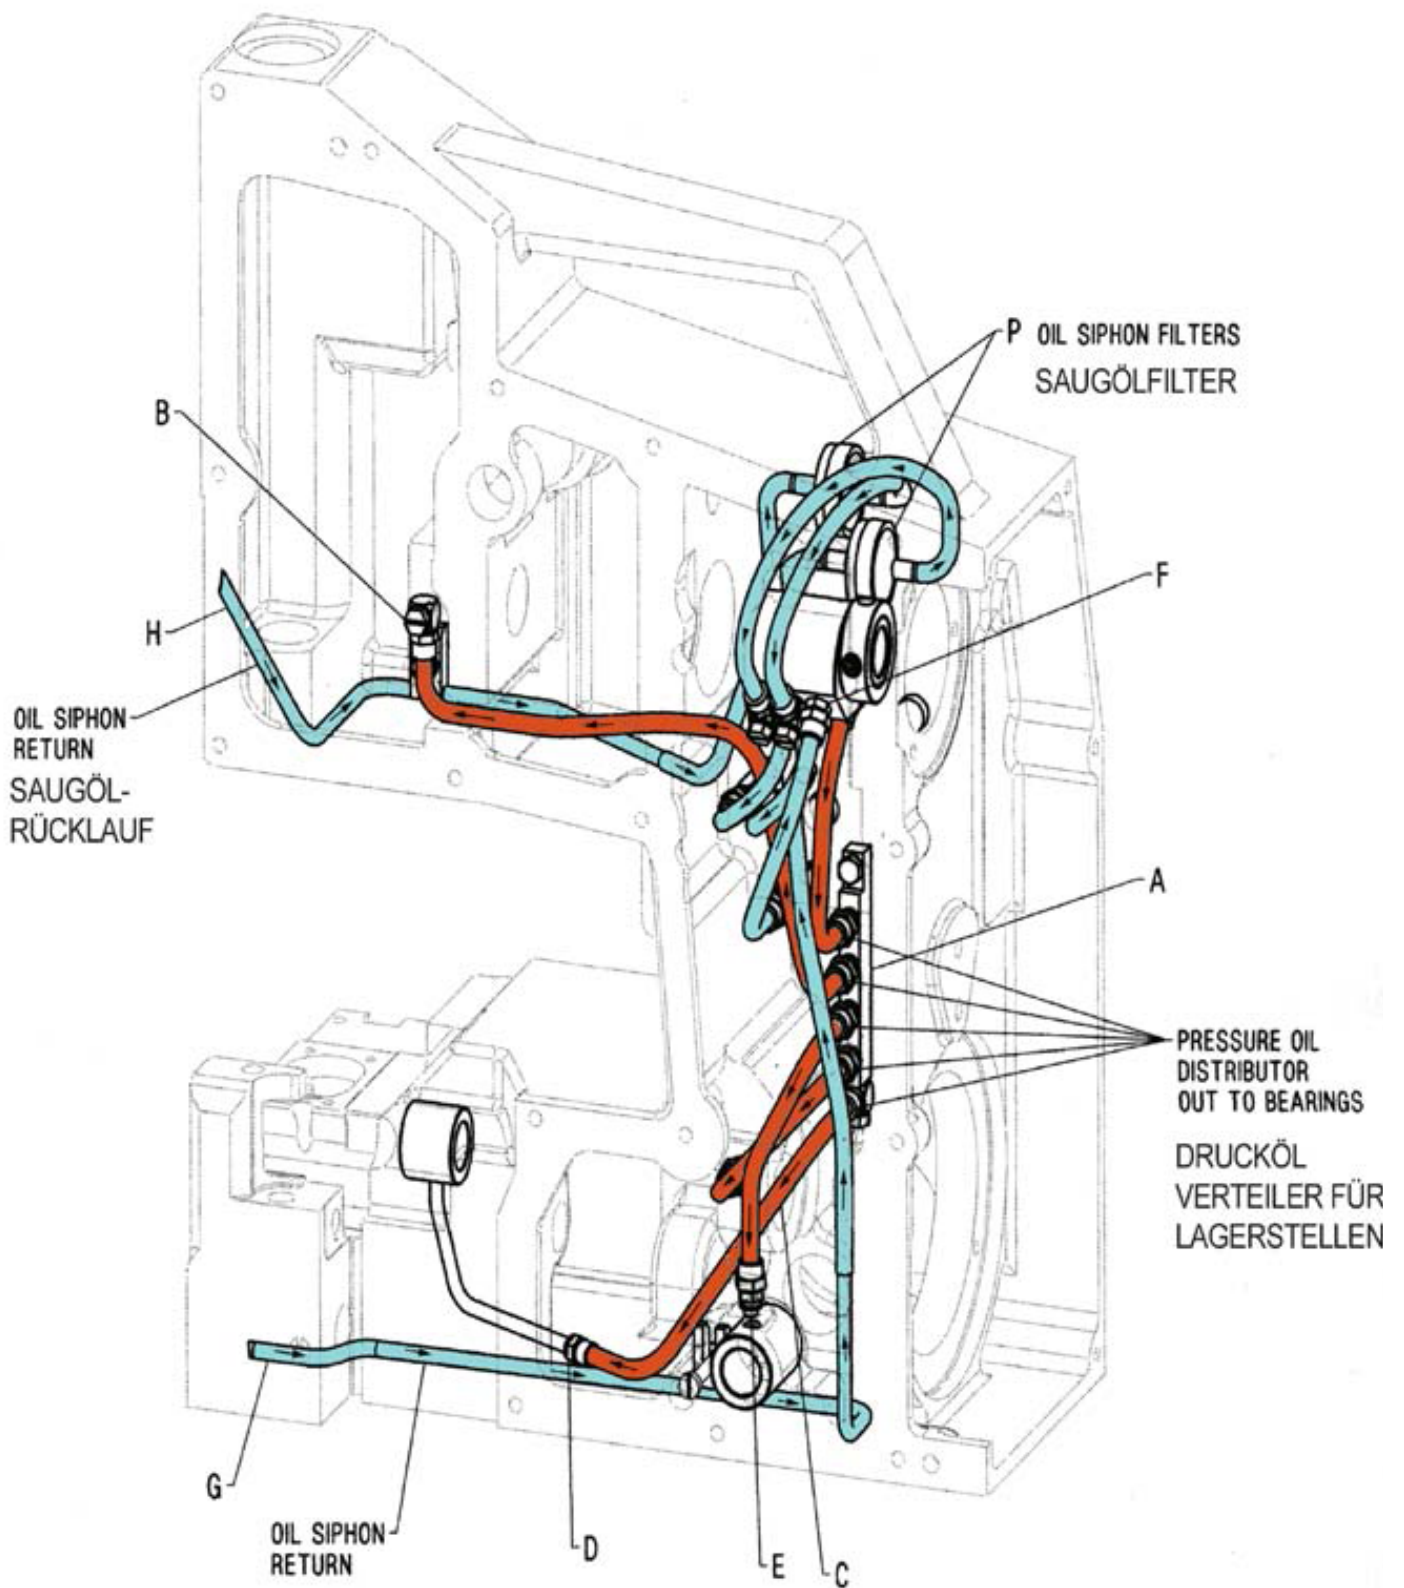 P OIL SIPHON FILTERS
SAUGÖLFILTER
B
F
H
OIL SIPHON
RETURN
SAUGÖL-
RÜCKLAUF
A
PRESSURE OIL
DISTRIBUTOR
OUT TO BEARINGS
DRUCKÖL
VERTEILER FÜR
LAGERSTELLEN
G
OIL SIPHON
RETURN
D
E
C